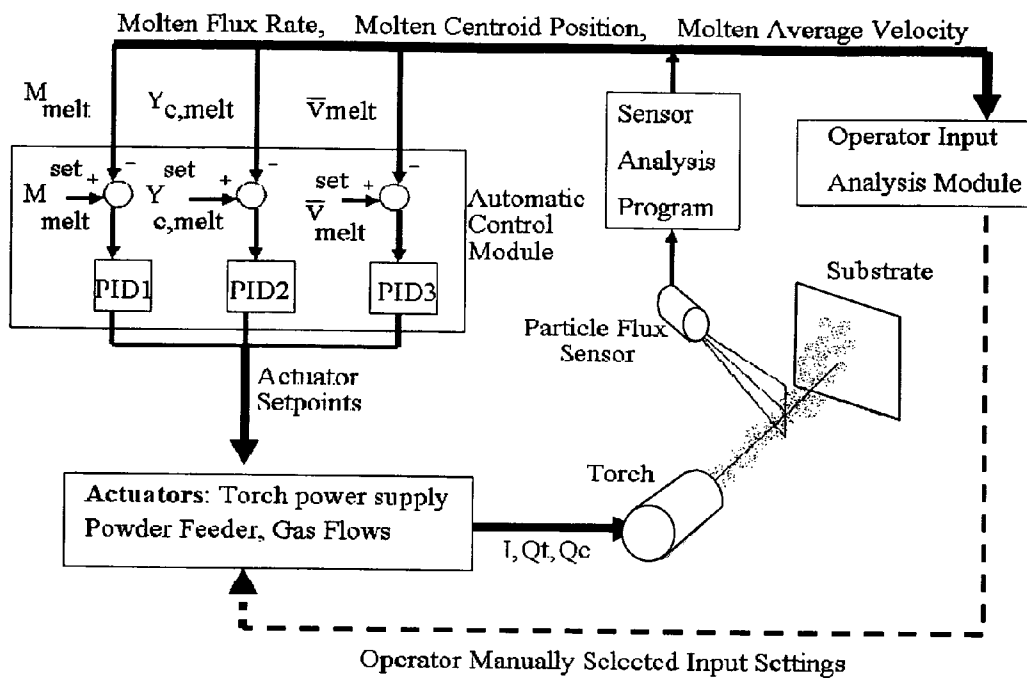 Molten Flux Rate, Molten Centroid Position, Molten Average Velocity
M melt
Y c,melt
v̅ melt
Sensor
Analysis
Program
Operator Input
Analysis Module
M set melt
+
-
Y set c,melt
+
-
v̅ set melt
+
-
Automatic
Control
Module
PID1
PID2
PID3
Substrate
Particle Flux
Sensor
Actuator
Setpoints
Torch
Actuators: Torch power supply
Powder Feeder, Gas Flows
I, Qt, Qc
Operator Manually Selected Input Settings